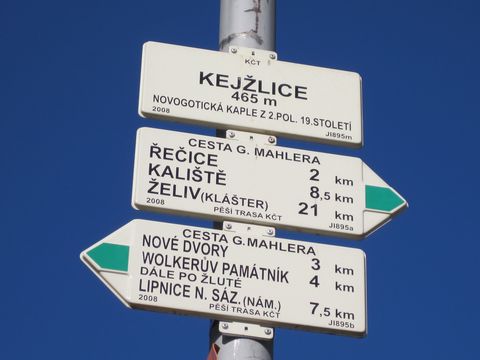 KČT
KEJŽLICE
465 m
NOVOGOTICKÁ KAPLE Z 2.POL. 19.STOLETÍ
2008 JI895m
CESTA G. MAHLERA
ŘEČICE 2 km
KALIŠTĚ 8,5 km
ŽELIV(KLÁŠTER) 21 km
2008 PĚŠÍ TRASA KČT JI895a
CESTA G.MAHLERA
NOVÉ DVORY 3 km
WOLKERŮV PAMÁTNÍK 4 km
DÁLE PO ŽLUTÉ
LIPNICE N. SÁZ.(NÁM.) 7,5 km
2008 PĚŠÍ TRASA KČT JI895b